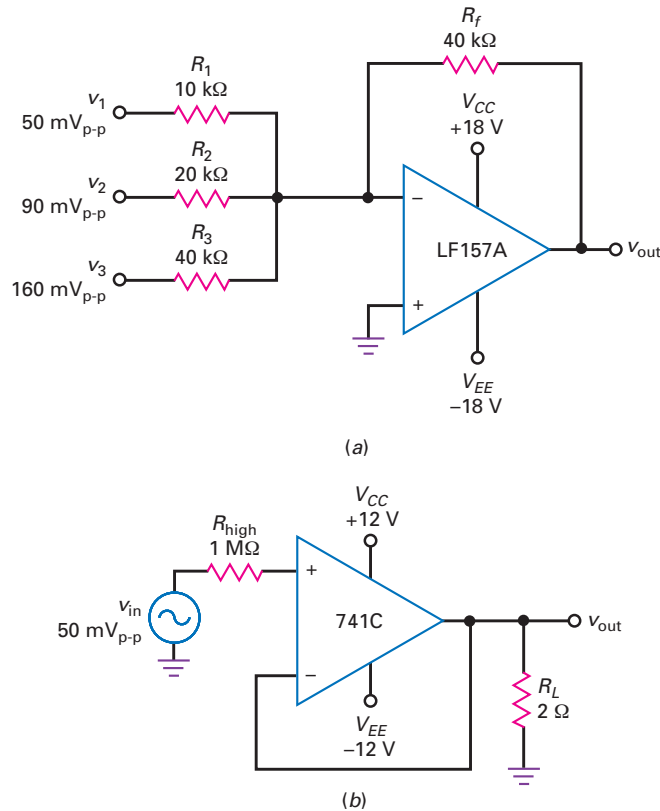 R_f
40 kΩ
R_1
10 kΩ
v_1
50 mV_p-p
V_CC
+18 V
R_2
20 kΩ
v_2
90 mV_p-p
−
LF157A
v_out
R_3
40 kΩ
v_3
160 mV_p-p
+
V_EE
−18 V
(a)
V_CC
+12 V
R_high
1 MΩ
+
v_in
50 mV_p-p
741C
v_out
−
R_L
2 Ω
V_EE
−12 V
(b)